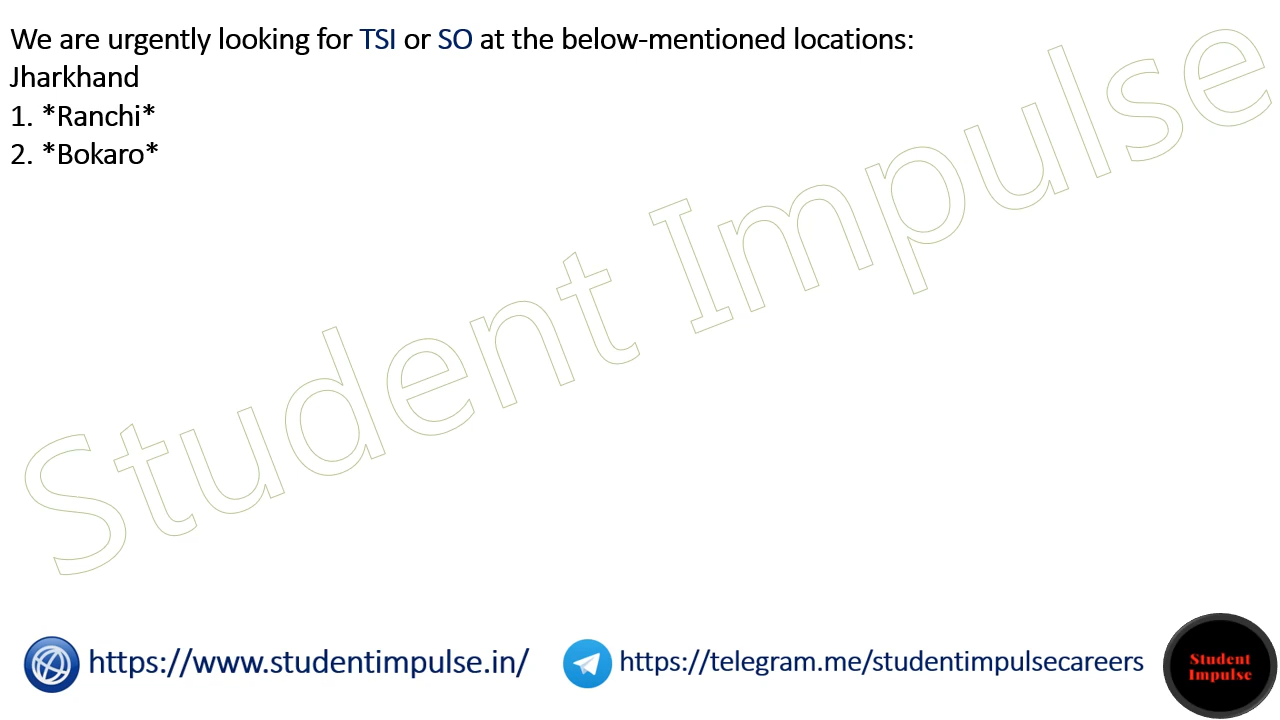 We are urgently looking for TSI or SO at the below-mentioned locations:
Jharkhand
1. *Ranchi*
2. *Bokaro*
Student Impulse
https://www.studentimpulse.in/
https://telegram.me/studentimpulsecareers
Student
Impulse